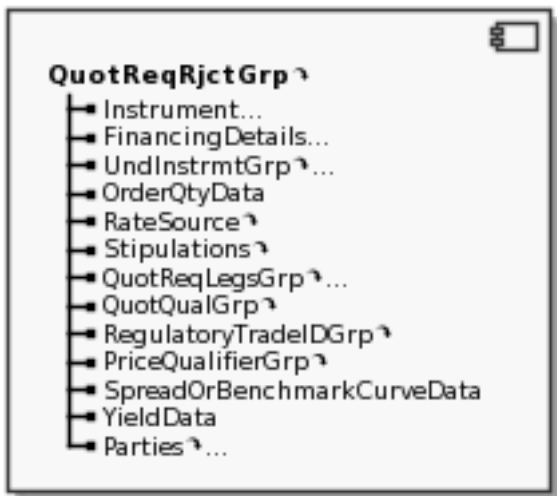 QuotReqRjctGrp⤵
Instrument...
FinancingDetails...
UndInstrmtGrp⤵...
OrderQtyData
RateSource⤵
Stipulations⤵
QuotReqLegsGrp⤵...
QuotQualGrp⤵
RegulatoryTradeIDGrp⤵
PriceQualifierGrp⤵
SpreadOrBenchmarkCurveData
YieldData
Parties⤵...